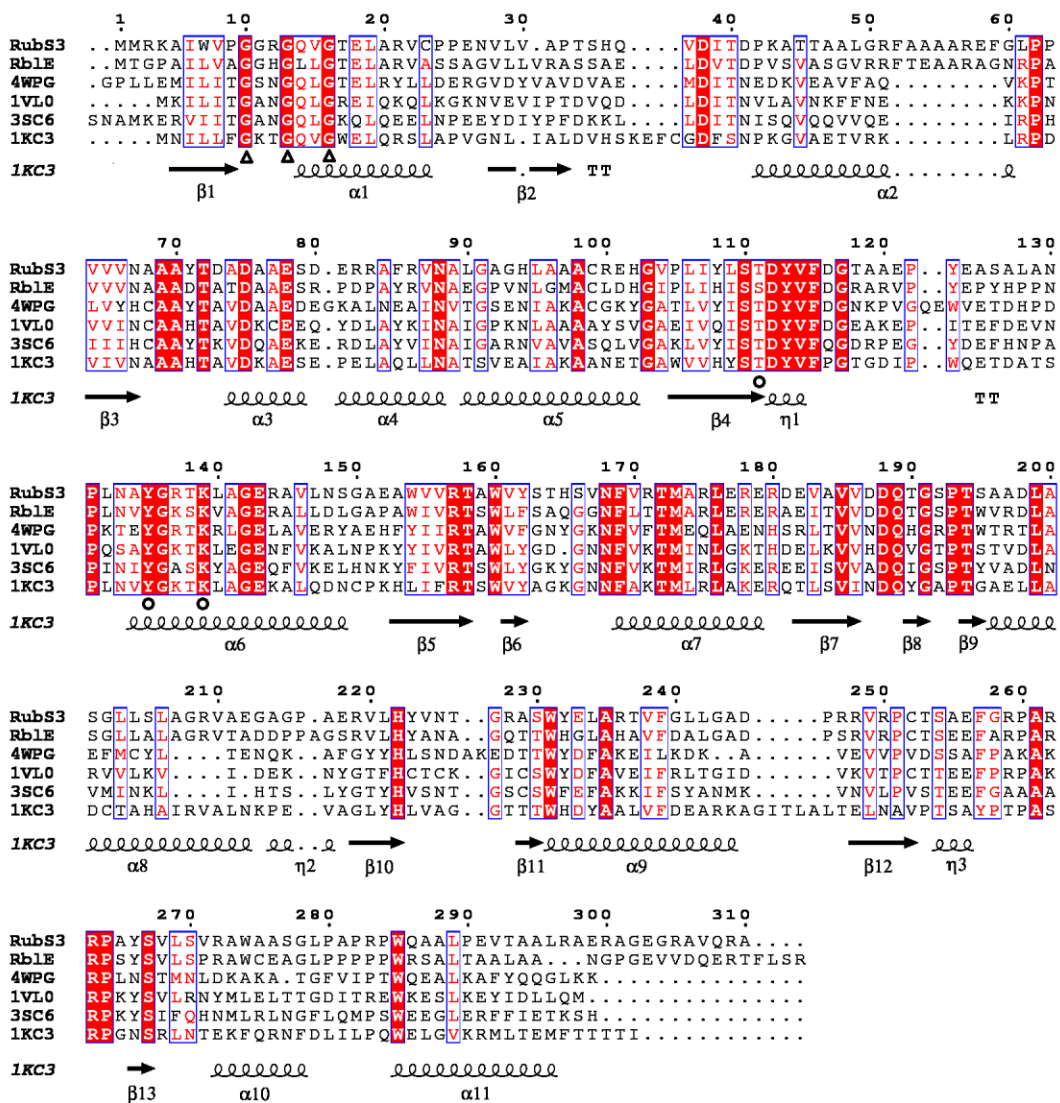 1 10 20 30 40 50 60
RubS3 ..MMRKAIWVPGGRGQVGTELARVCPPENVLV.APTSHQ.....VDITDPKATTAALGRFAAAAREFGLPP
RblE ..MTGPAILVAGGHGLLGTELARVASSAGVLLVRASSAE.....LDVTDPVSVASGVRRFTEARAGNRLPA
4WPG .GPLLEMILITGSNGQLGTELRHLLDERGVDYVAVDVAE.....MDITNEDKVEAVFAQ........VKPT
1VL0 ....MKILITGANGQLGREIQKQLKGKNVEVIPTDVQD.....LDITNVLAVNKFFNE........KKPN
3SC6 SNAMKERVIITGANGQLGKQLQEELNPEEYDIYPFDKKL.....LDITNISQVQQVVQE........IRPH
1KC3 ....MNILLFGKTGQVGWELQRSLAPVGN.LIALDVHSKEFCGDFSNPKGVAETVRK........LRPD
1KC3 β1 α1 β2 TT α2
70 80 90 100 110 120 130
RubS3 VVVNAAAYTDADAAESD.ERRAFRVNALGAGHLAAACREHGVPLIYLSTDYVFDGTAAEP..YEASALAN
RblE VVVNAAADTATDAAESR.PDPAYRVNAEGPVNLGMACLDHGIPLIHISSDYVFDGRARVP..YEPYHPPN
4WPG LVYHCAAYTAVDAAEDEGKALNEAINVTGSENIAKACGKYGATLVYISTDYVFDGNKPVGQEWVETDHPD
1VL0 VVINCAAHTAVDKCEEQ.YDLAYKINAIGPKNLAAAAYSVGAEIVQISTDYVFDGEAKEP..ITEFDEVN
3SC6 IIIHCAAYTKVDQAEKE.RDLAYVINAIGARNVAVASQLVGAKLVYISTDYVFQGDRPEG..YDEFHNPA
1KC3 VIVNAAAHTAVDKAESE.PELAQLLNATSVEAIAKAANETGAWVVHYSTDYVFPGTGDIP..WQETDATS
1KC3 β3 α3 α4 α5 β4 η1 TT
140 150 160 170 180 190 200
RubS3 PLNAYGRTKLAGERAVLNSGAEAWVVRTAWVYSTHSVNFVRTMARLERERDEVAVVDDQTGSPTSAADLA
RblE PLNVYGKSKVAGERALLDLGAPAWIVRTSWLFSAQGGNFLTTMARLERERAEITVVDDQTGSPTWVRDLA
4WPG PKTEYGRTKRLGELAVERYAEHFYIIRTAWVFGNYGKNFVFTMEQLAENHSRLTVVNDQHGRPTWTRTLA
1VL0 PQSAYGKTKLEGENFVKALNPKYYIVRTAWLYGD.GNNFVKTMINLGKTHDELKVVHDQVGTPTSTVDLA
3SC6 PINIYGASKYAGEQFVKELHNKYFIVRTSWLYGKYGNNFVKTMIRLGKEREEISVVADQIGSPTYVADLN
1KC3 PLNVYGKTKLAGEKALQDNCPKHLIFRTSWVYAGKGNNFAKTMLRLAKERQTLSVINDQYGAPTGAELLA
1KC3 α6 β5 β6 α7 β7 β8 β9
210 220 230 240 250 260
RubS3 SGLLSLAGRVAEGAGP.AERVLHYVNT..GRASWYELARTVFGLLGAD.....PRRVRPCTSAEFGRPAR
RblE SGLLALAGRVTADDPPAGSRVLHYANA..GQTTWHGLAHAVFDALGAD.....PSRVRPCTSEEFARPAR
4WPG EFMCYL....TENQK..AFGYYHLSNDAKEDTTWYDFAKEILKDK..A.....VEVVPVDSSAFPAKAK
1VL0 RVVLKV....I.DEK..NYGTFHCTCK..GICSWYDFAVEIFRLTGID.....VKVTPCTTEEFPRPAK
3SC6 VMINKL....IHTS...LYGTYHVSNT..GSCSWFEFAKKIFSYANMK.....VNVLPVSTEEFGAAAA
1KC3 DCTAHAIRVALNKPE..VAGLYHLVAG..GTTTWHDYAALVFDEARKAGITLALTELNAVPTSAYPTPAS
1KC3 α8 η2 β10 β11 α9 β12 η3
270 280 290 300 310
RubS3 RPAYSVLSVRAWAASGLPAPRPWQAALPEVTAALRAERAGEGRAVQRA....
RblE RPSYSVLSPRAWCEAGLPPPPPWRSALTAALAA...NGPGEVVDQERTFLSR
4WPG RPLNSTMNLDKAKA.TGFVIPTWQEALKAFYQQGLKK...............
1VL0 RPKYSVLRNYMLELTTGDITREWKESLKEYIDLLQM................
3SC6 RPKYSIFQHNMLRLNGFLQMPSWEEGLERFFIETKSH...............
1KC3 RPGNSRLNTEKFQRNFDLILPQWELGVKRMLTEMFTTTTI............
1KC3 β13 α10 α11